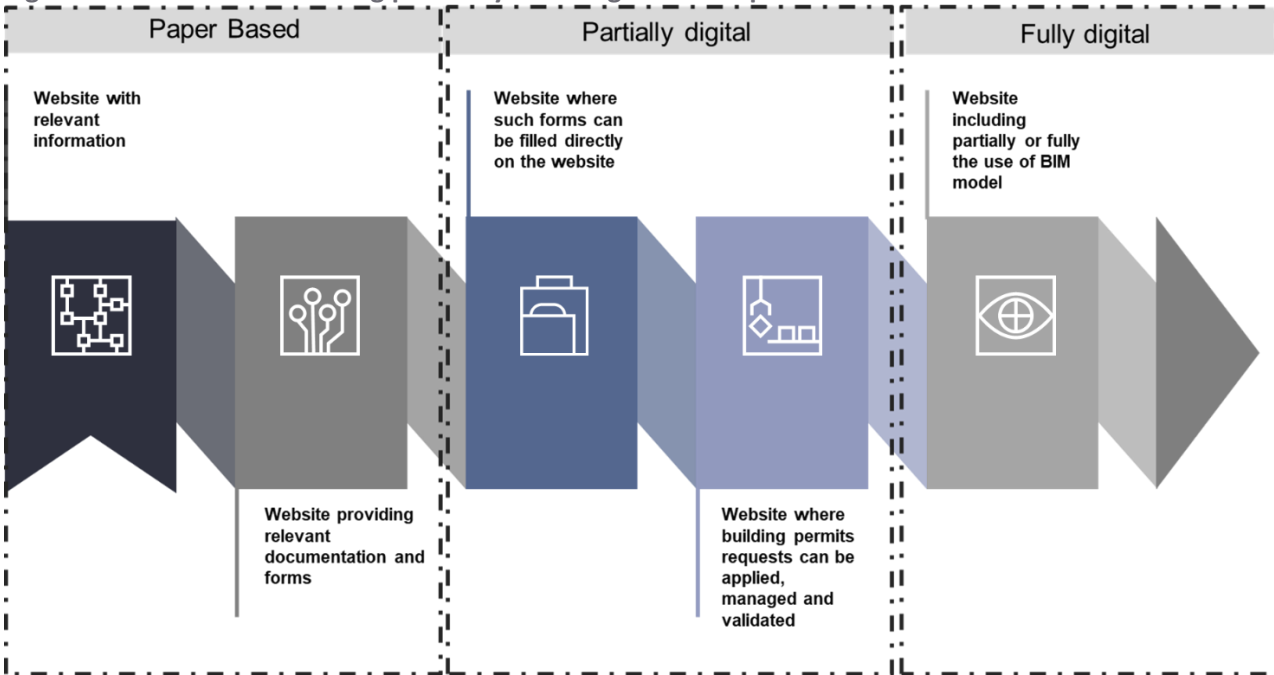 Paper Based
Partially digital
Fully digital
Website with
relevant
information
Website where
such forms can
be filled directly
on the website
Website
including
partially or fully
the use of BIM
model
Website providing
relevant
documentation and
forms
Website where
building permits
requests can be
applied,
managed and
validated